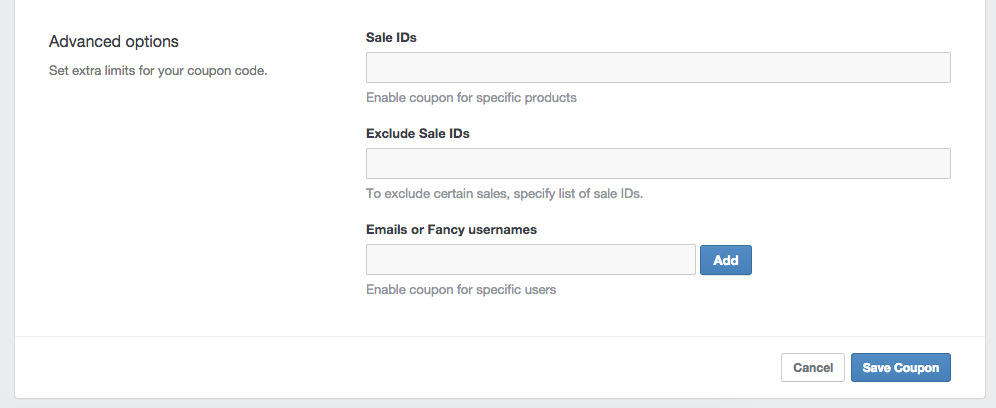 Advanced options
Set extra limits for your coupon code.
Sale IDs
Enable coupon for specific products
Exclude Sale IDs
To exclude certain sales, specify list of sale IDs.
Emails or Fancy usernames
Add
Enable coupon for specific users
Cancel
Save Coupon